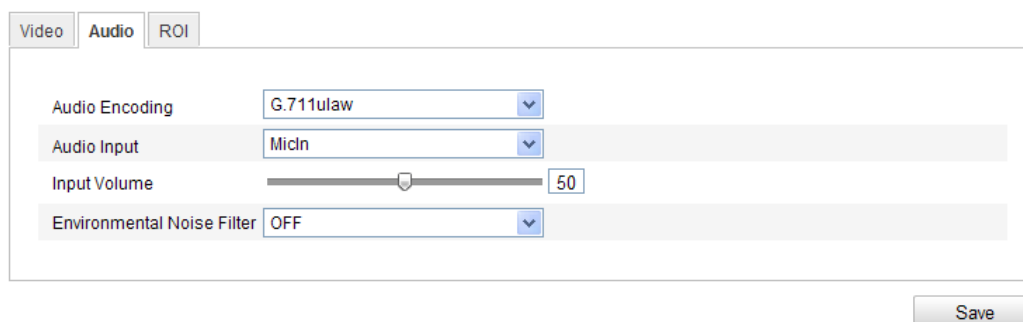 Video Audio ROI
Audio Encoding G.711ulaw
Audio Input MicIn
Input Volume 50
Environmental Noise Filter OFF
Save